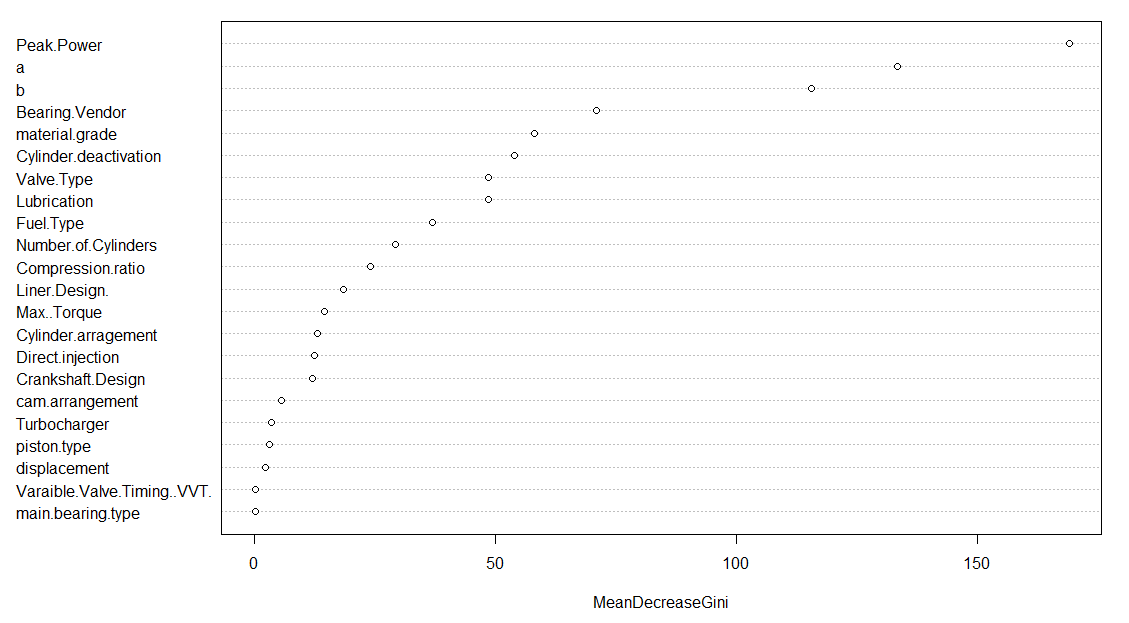 Peak.Power
a
b
Bearing.Vendor
material.grade
Cylinder.deactivation
Valve.Type
Lubrication
Fuel.Type
Number.of.Cylinders
Compression.ratio
Liner.Design.
Max..Torque
Cylinder.arragement
Direct.injection
Crankshaft.Design
cam.arrangement
Turbocharger
piston.type
displacement
Varaible.Valve.Timing..VVT.
main.bearing.type
0 50 100 150
MeanDecreaseGini